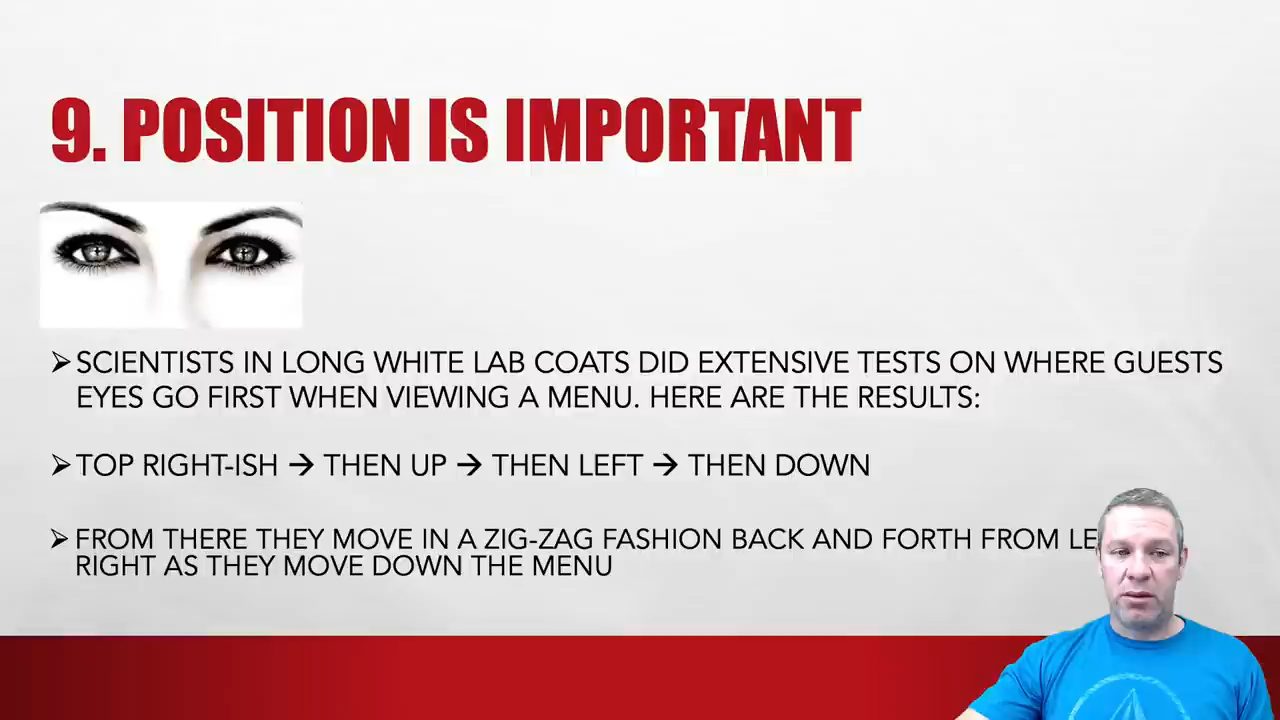 9. POSITION IS IMPORTANT
➢ SCIENTISTS IN LONG WHITE LAB COATS DID EXTENSIVE TESTS ON WHERE GUESTS
EYES GO FIRST WHEN VIEWING A MENU. HERE ARE THE RESULTS:
➢ TOP RIGHT-ISH → THEN UP → THEN LEFT → THEN DOWN
➢ FROM THERE THEY MOVE IN A ZIG-ZAG FASHION BACK AND FORTH FROM
RIGHT AS THEY MOVE DOWN THE MENU